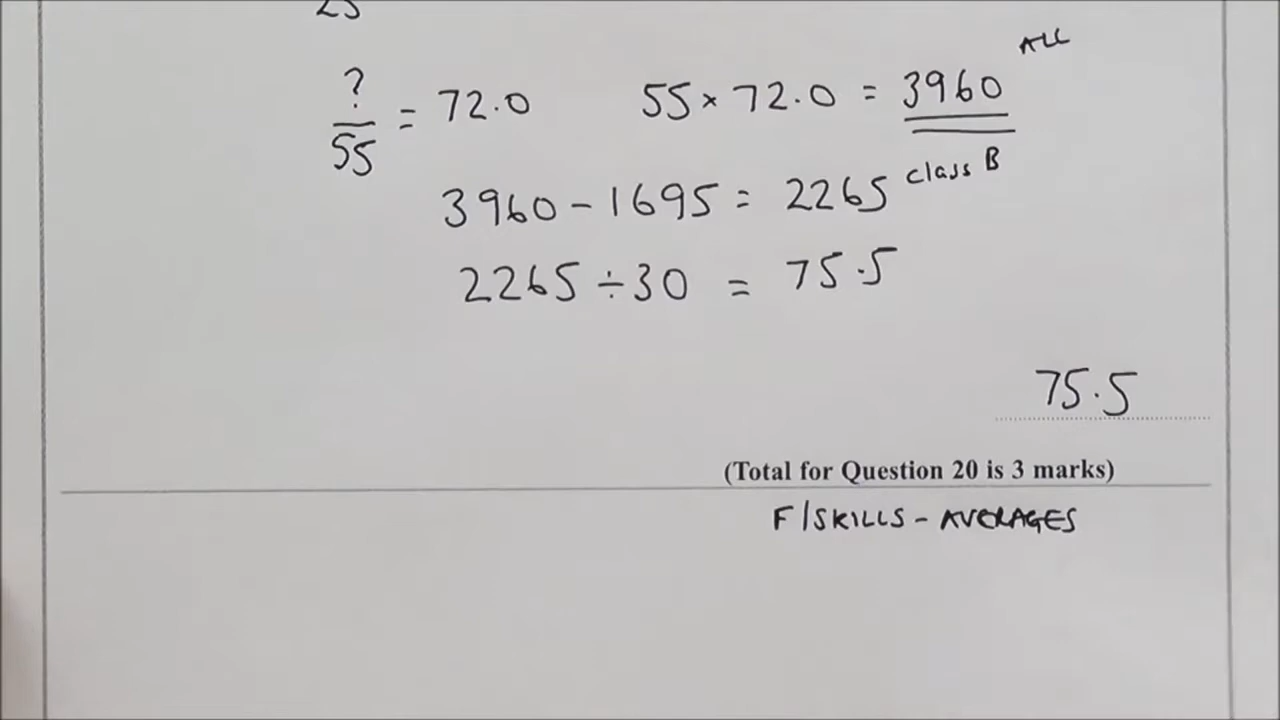 25
ALL
? / 55 = 72.0 55 × 72.0 = 3960
3960 - 1695 = 2265 class B
2265 ÷ 30 = 75.5
75.5
(Total for Question 20 is 3 marks)
F/SKILLS - AVERAGES